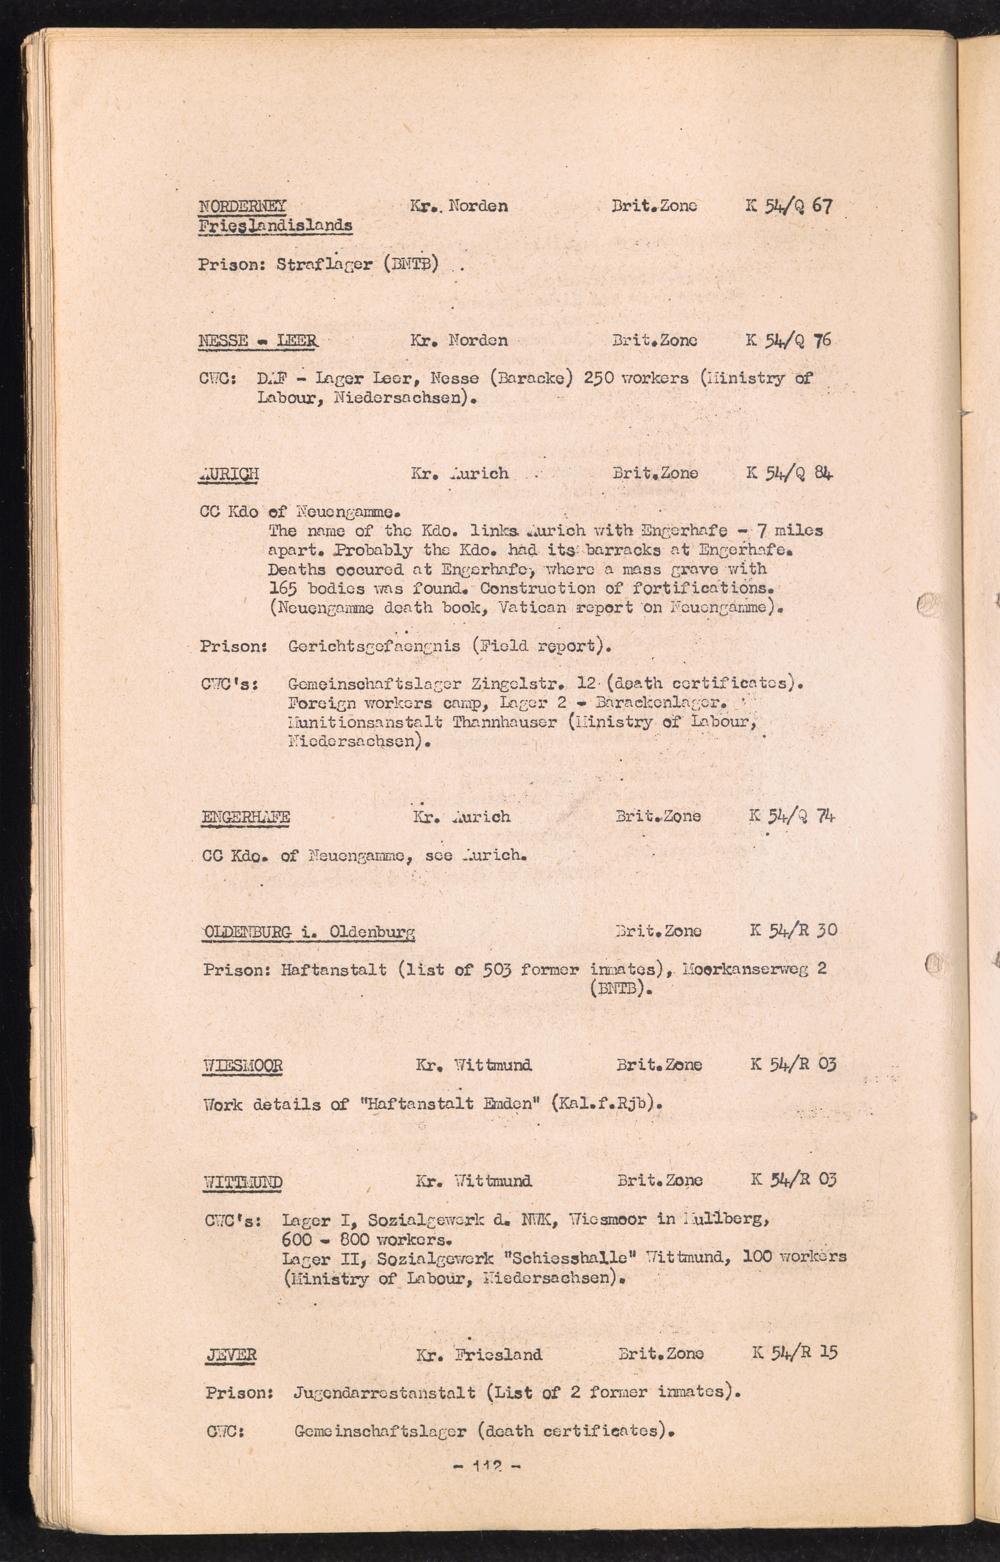 NORDERNEY Kr. Norden Brit.Zone K 54/Q 67
Frieslandislands
Prison: Straflager (BNTB)
NESSE - LEER Kr. Norden Brit.Zone K 54/Q 76
CWC: DAF - Lager Leer, Nesse (Baracke) 250 workers (Ministry of
Labour, Niedersachsen).
AURICH Kr. Aurich Brit.Zone K 54/Q 84
CC Kdo of Neuengamme.
The name of the Kdo. links Aurich with Engerhafe - 7 miles
apart. Probably the Kdo. had its barracks at Engerhafe.
Deaths occured at Engerhafe, where a mass grave with
165 bodies was found. Construction of fortifications.
(Neuengamme death book, Vatican report on Neuengamme).
Prison: Gerichtsgefaengnis (Field report).
CWC's: Gemeinschaftslager Zingelstr. 12 (death certificates).
Foreign workers camp, Lager 2 - Barackenlager.
Munitionsanstalt Thannhauser (Ministry of Labour,
Niedersachsen).
ENGERHAFE Kr. Aurich Brit.Zone K 54/Q 74
CC Kdo. of Neuengamme, see Aurich.
OLDENBURG i. Oldenburg Brit.Zone K 54/R 30
Prison: Haftanstalt (list of 503 former inmates), Moorkanserweg 2
(BNTB).
WIESMOOR Kr. Wittmund Brit.Zone K 54/R 03
Work details of "Haftanstalt Emden" (Kal.f.Rjb).
WITTMUND Kr. Wittmund Brit.Zone K 54/R 03
CWC's: Lager I, Sozialgewerk d. NWK, Wiesmoor in Mullberg,
600 - 800 workers.
Lager II, Sozialgewerk "Schiesshalle" Wittmund, 100 workers
(Ministry of Labour, Niedersachsen).
JEVER Kr. Friesland Brit.Zone K 54/R 15
Prison: Jugendarrestanstalt (List of 2 former inmates).
CWC: Gemeinschaftslager (death certificates).
- 112 -